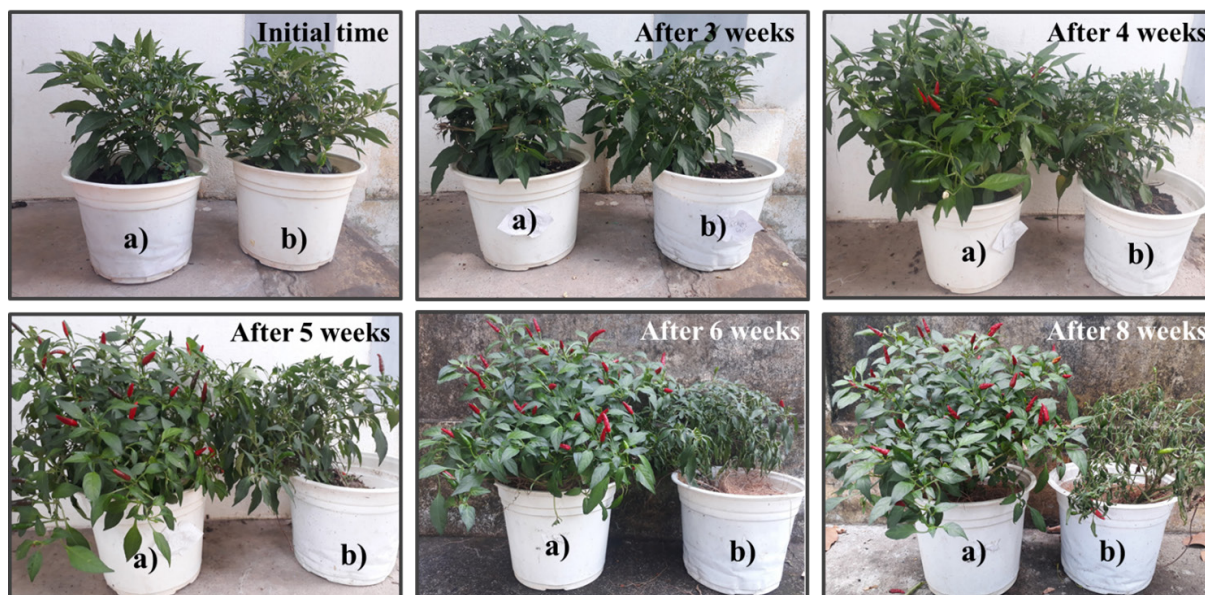 Initial time
a)
b)
After 3 weeks
a)
b)
After 4 weeks
a)
b)
After 5 weeks
a)
b)
After 6 weeks
a)
b)
After 8 weeks
a)
b)